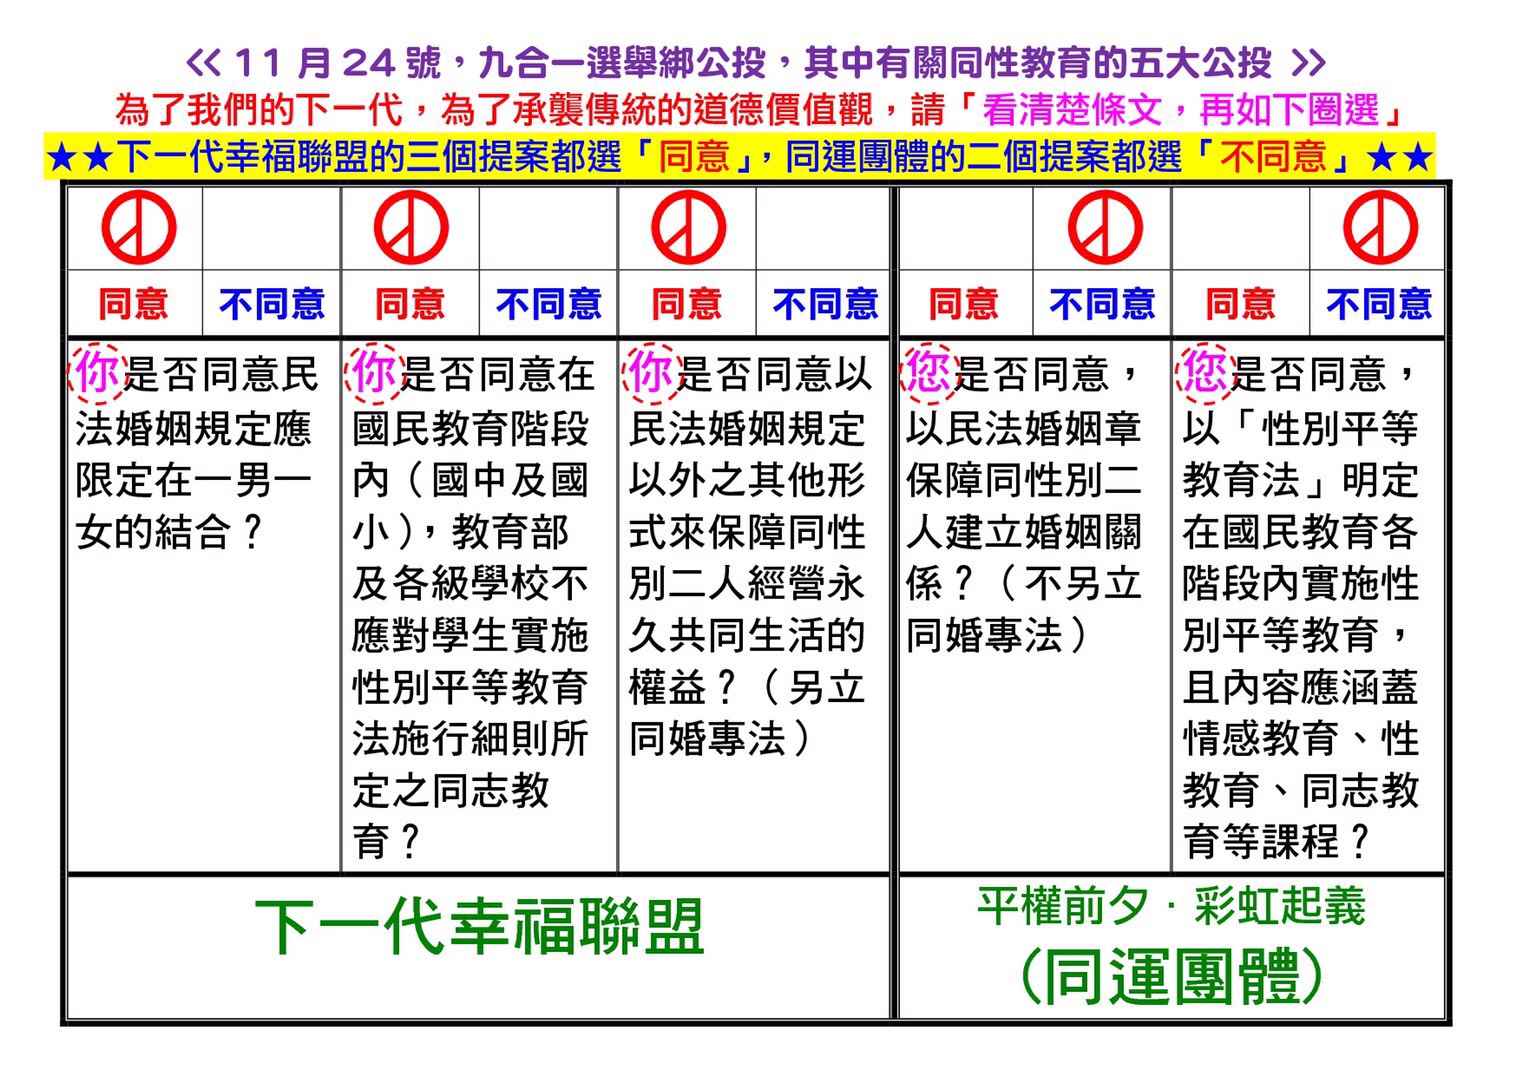 << 11 月 24 號，九合一選舉綁公投，其中有關同性教育的五大公投 >>
為了我們的下一代，為了承襲傳統的道德價值觀，請「看清楚條文，再如下圈選」
★★下一代幸福聯盟的三個提案都選「同意」，同運團體的二個提案都選「不同意」★★
同意 不同意 同意 不同意 同意 不同意 同意 不同意 同意 不同意
你是否同意民
法婚姻規定應
限定在一男一
女的結合？
你是否同意在
國民教育階段
內（國中及國
小），教育部
及各級學校不
應對學生實施
性別平等教育
法施行細則所
定之同志教
育？
你是否同意以
民法婚姻規定
以外之其他形
式來保障同性
別二人經營永
久共同生活的
權益？（另立
同婚專法）
您是否同意，
以民法婚姻章
保障同性別二
人建立婚姻關
係？（不另立
同婚專法）
您是否同意，
以「性別平等
教育法」明定
在國民教育各
階段內實施性
別平等教育，
且內容應涵蓋
情感教育、性
教育、同志教
育等課程？
下一代幸福聯盟
平權前夕‧彩虹起義
（同運團體）